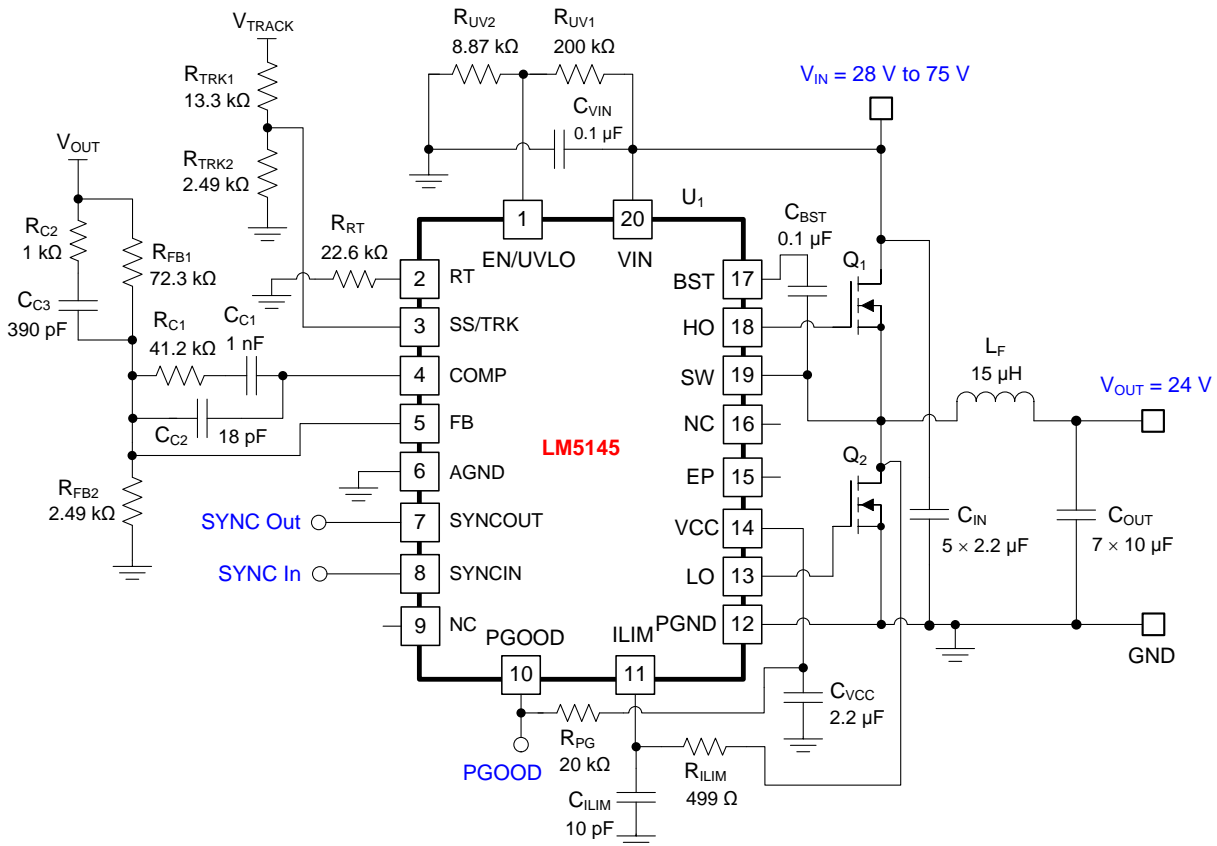 VTRACK
RTRK1
13.3 kΩ
RTRK2
2.49 kΩ
RUV2
8.87 kΩ
RUV1
200 kΩ
CVIN
0.1 µF
VIN = 28 V to 75 V
VOUT
RC2
1 kΩ
CC3
390 pF
RFB1
72.3 kΩ
RC1
41.2 kΩ
CC1
1 nF
CC2
18 pF
RFB2
2.49 kΩ
RRT
22.6 kΩ
U1
1
EN/UVLO
20
VIN
2
RT
3
SS/TRK
4
COMP
5
FB
6
AGND
7
SYNCOUT
8
SYNCIN
9
NC
SYNC Out
SYNC In
LM5145
BST
17
HO
18
SW
19
NC
16
EP
15
VCC
14
LO
13
PGND
12
PGOOD
10
ILIM
11
CBST
0.1 µF
Q1
Q2
LF
15 µH
VOUT = 24 V
CIN
5 × 2.2 µF
COUT
7 × 10 µF
GND
CVCC
2.2 µF
RPG
20 kΩ
PGOOD
RILIM
499 Ω
CILIM
10 pF